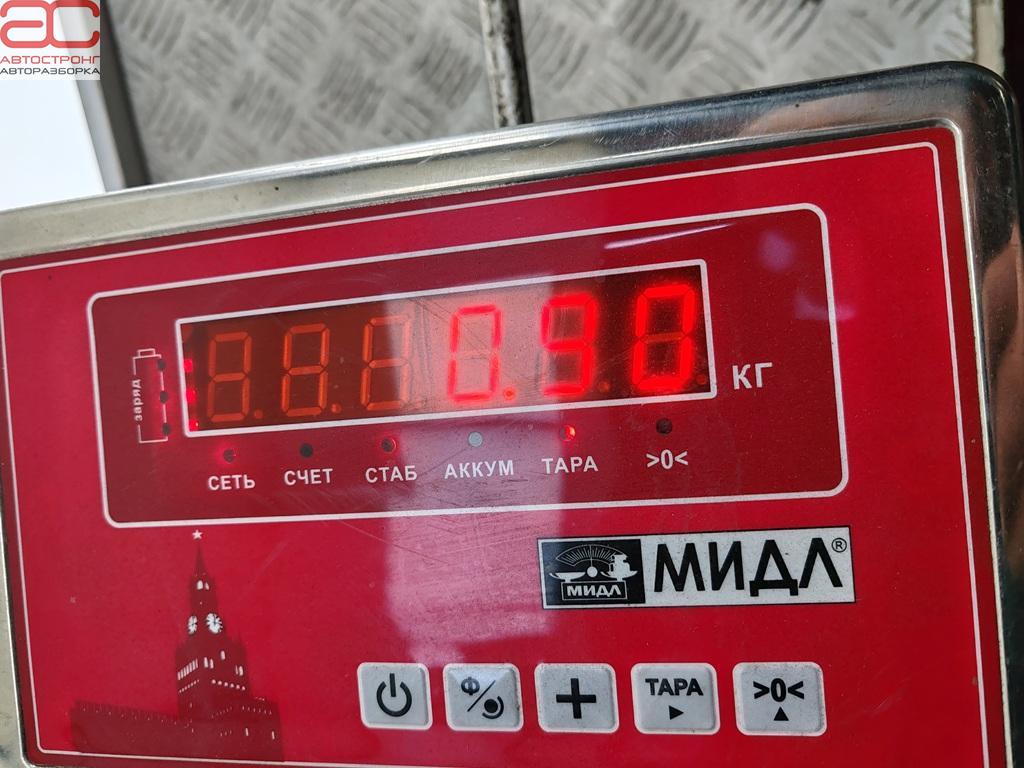 АС
АВТОСТРОНГ
АВТОРАЗБОРКА
заряд
0.90
КГ
СЕТЬ СЧЕТ СТАБ АККУМ ТАРА >0<
МИДЛ МИДЛ®
Ф ТАРА >0<